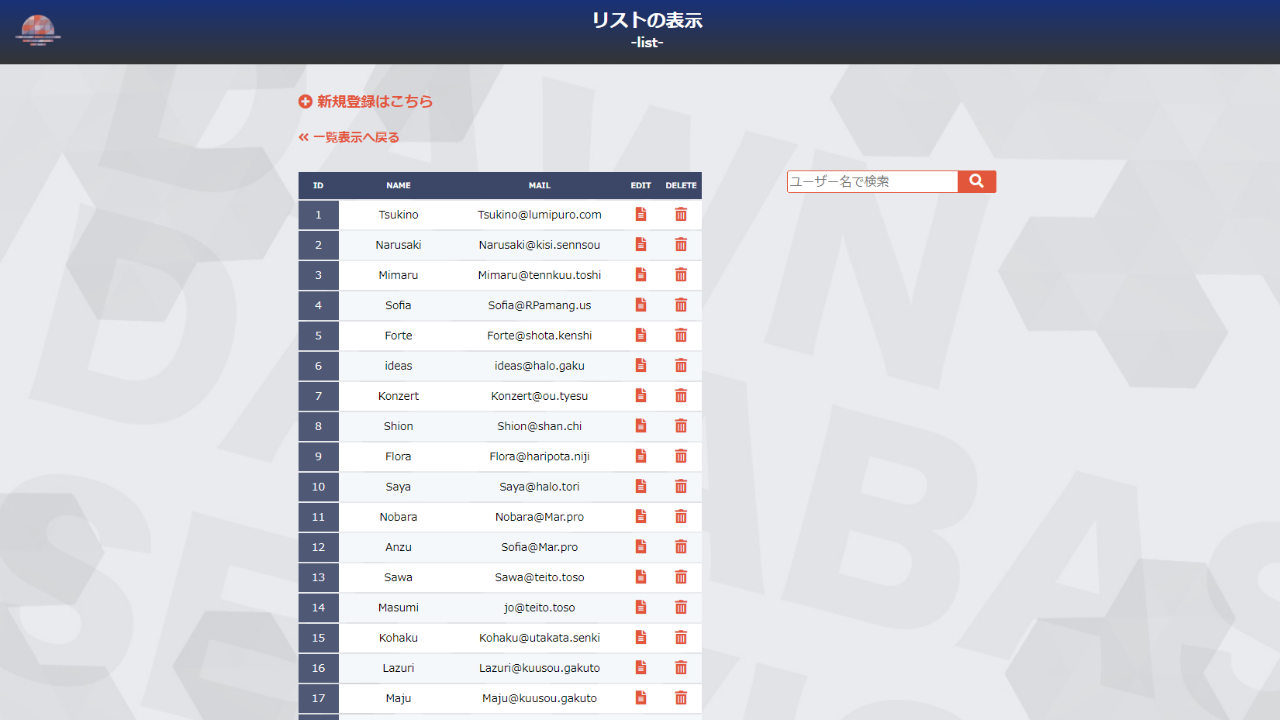 リストの表示
-list-
新規登録はこちら
一覧表示へ戻る
ユーザー名で検索
ID NAME MAIL EDIT DELETE
1 Tsukino Tsukino@lumipuro.com
2 Narusaki Narusaki@kisi.sennsou
3 Mimaru Mimaru@tennkuu.toshi
4 Sofia Sofia@RPamang.us
5 Forte Forte@shota.kenshi
6 ideas ideas@halo.gaku
7 Konzert Konzert@ou.tyesu
8 Shion Shion@shan.chi
9 Flora Flora@haripota.niji
10 Saya Saya@halo.tori
11 Nobara Nobara@Mar.pro
12 Anzu Sofia@Mar.pro
13 Sawa Sawa@teito.toso
14 Masumi jo@teito.toso
15 Kohaku Kohaku@utakata.senki
16 Lazuri Lazuri@kuusou.gakuto
17 Maju Maju@kuusou.gakuto